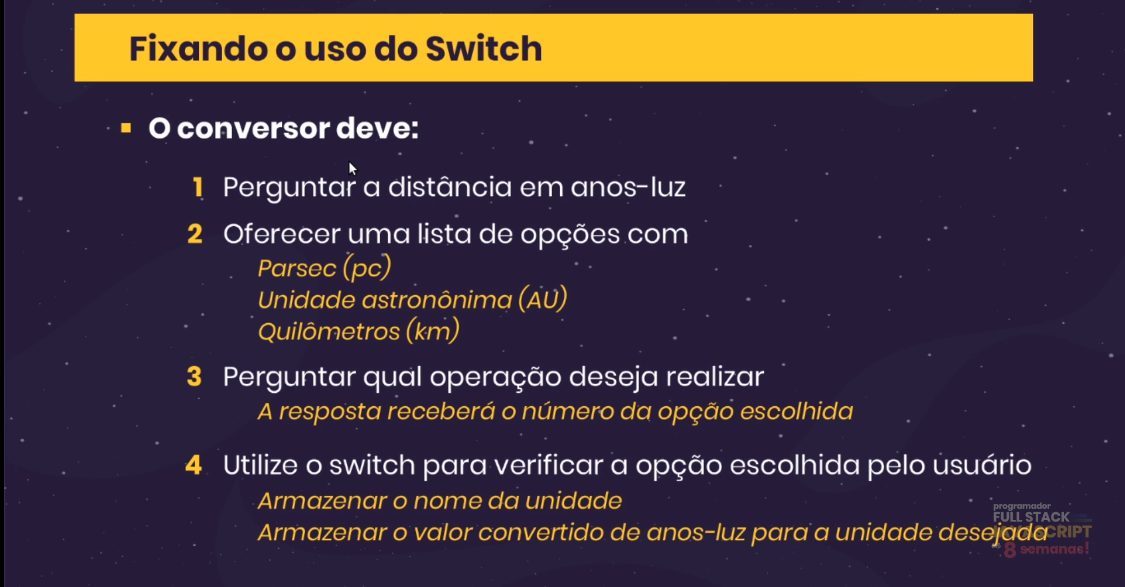 Fixando o uso do Switch
▪ O conversor deve:
1 Perguntar a distância em anos-luz
2 Oferecer uma lista de opções com
Parsec (pc)
Unidade astronônima (AU)
Quilômetros (km)
3 Perguntar qual operação deseja realizar
A resposta receberá o número da opção escolhida
4 Utilize o switch para verificar a opção escolhida pelo usuário
Armazenar o nome da unidade
Armazenar o valor convertido de anos-luz para a unidade desejada
programador
FULL STACK
JAVASCRIPT
8 semanas!